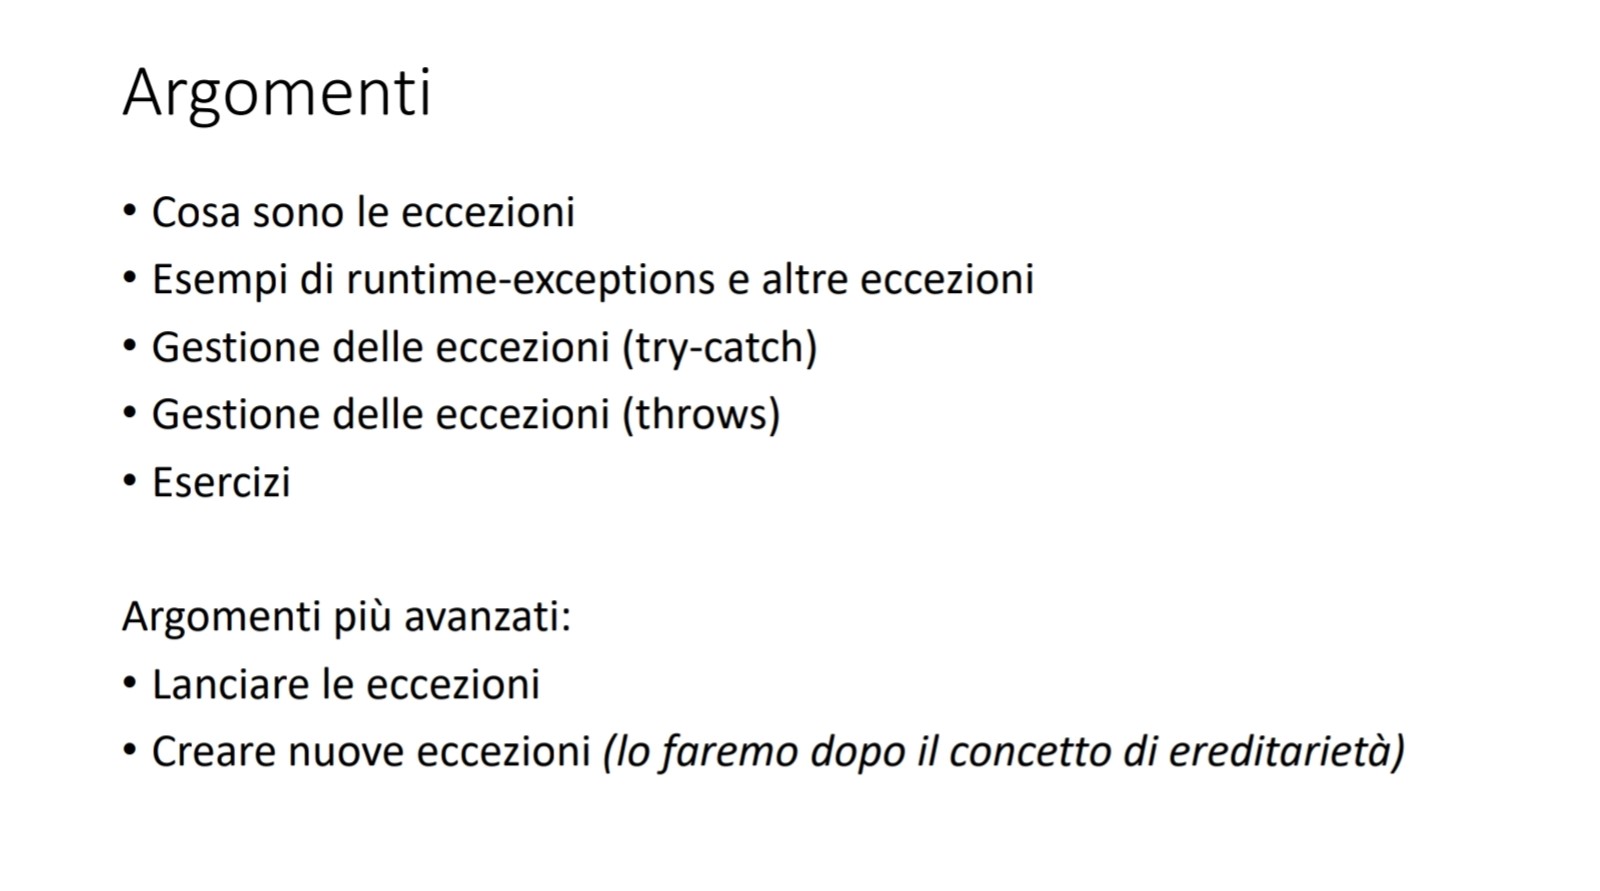 Argomenti
• Cosa sono le eccezioni
• Esempi di runtime-exceptions e altre eccezioni
• Gestione delle eccezioni (try-catch)
• Gestione delle eccezioni (throws)
• Esercizi
Argomenti più avanzati:
• Lanciare le eccezioni
• Creare nuove eccezioni (lo faremo dopo il concetto di ereditarietà)